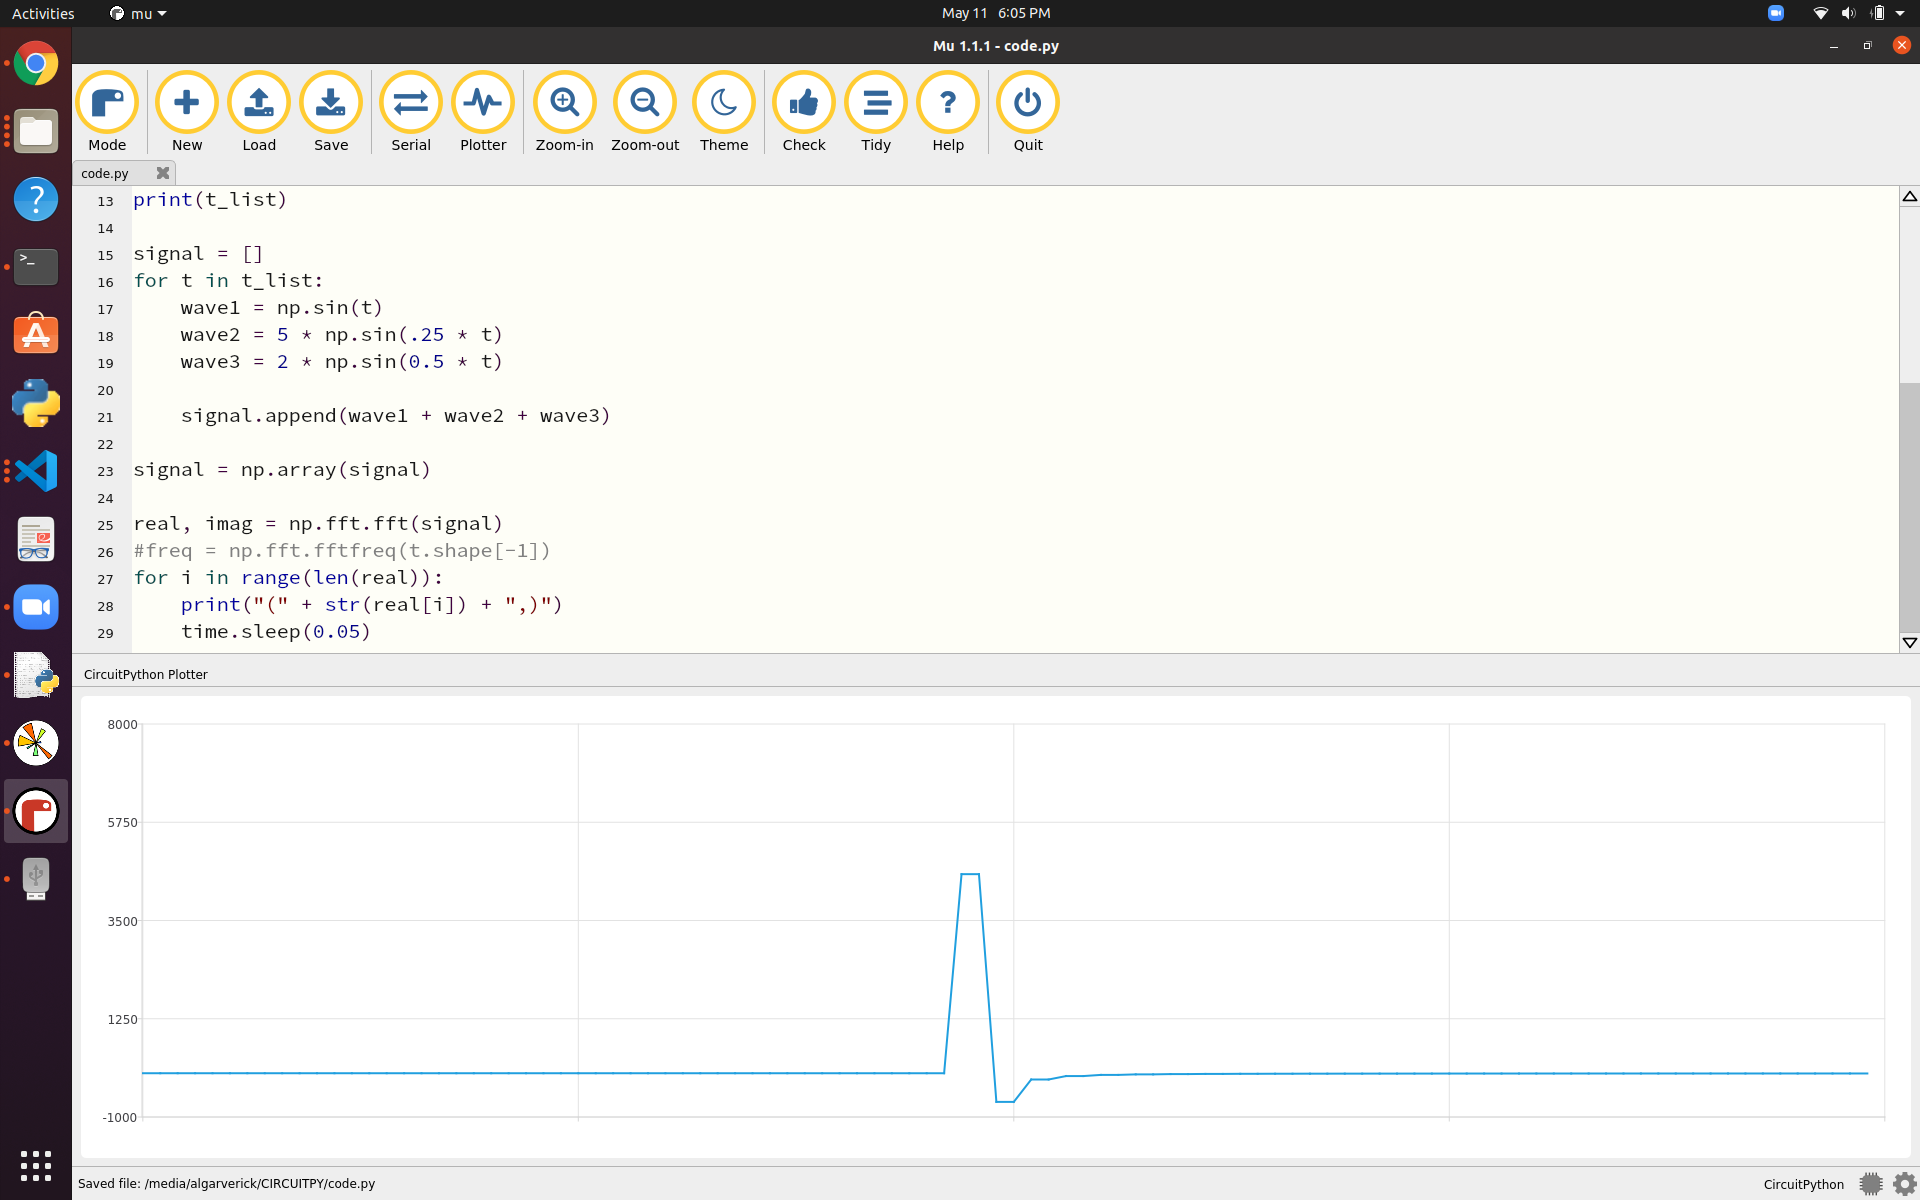 Activities mu May 11 6:05 PM
Mu 1.1.1 - code.py
Mode New Load Save Serial Plotter Zoom-in Zoom-out Theme Check Tidy Help Quit
code.py
13 print(t_list)
14
15 signal = []
16 for t in t_list:
17     wave1 = np.sin(t)
18     wave2 = 5 * np.sin(.25 * t)
19     wave3 = 2 * np.sin(0.5 * t)
20
21     signal.append(wave1 + wave2 + wave3)
22
23 signal = np.array(signal)
24
25 real, imag = np.fft.fft(signal)
26 #freq = np.fft.fftfreq(t.shape[-1])
27 for i in range(len(real)):
28     print("(" + str(real[i]) + ",)")
29     time.sleep(0.05)
CircuitPython Plotter
8000
5750
3500
1250
-1000
Saved file: /media/algarverick/CIRCUITPY/code.py CircuitPython